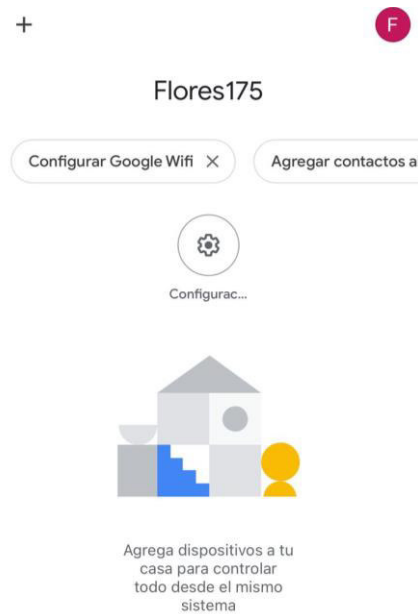 +
F
Flores175
Configurar Google Wifi ×
Agregar contactos a
Configurac...
Agrega dispositivos a tu
casa para controlar
todo desde el mismo
sistema